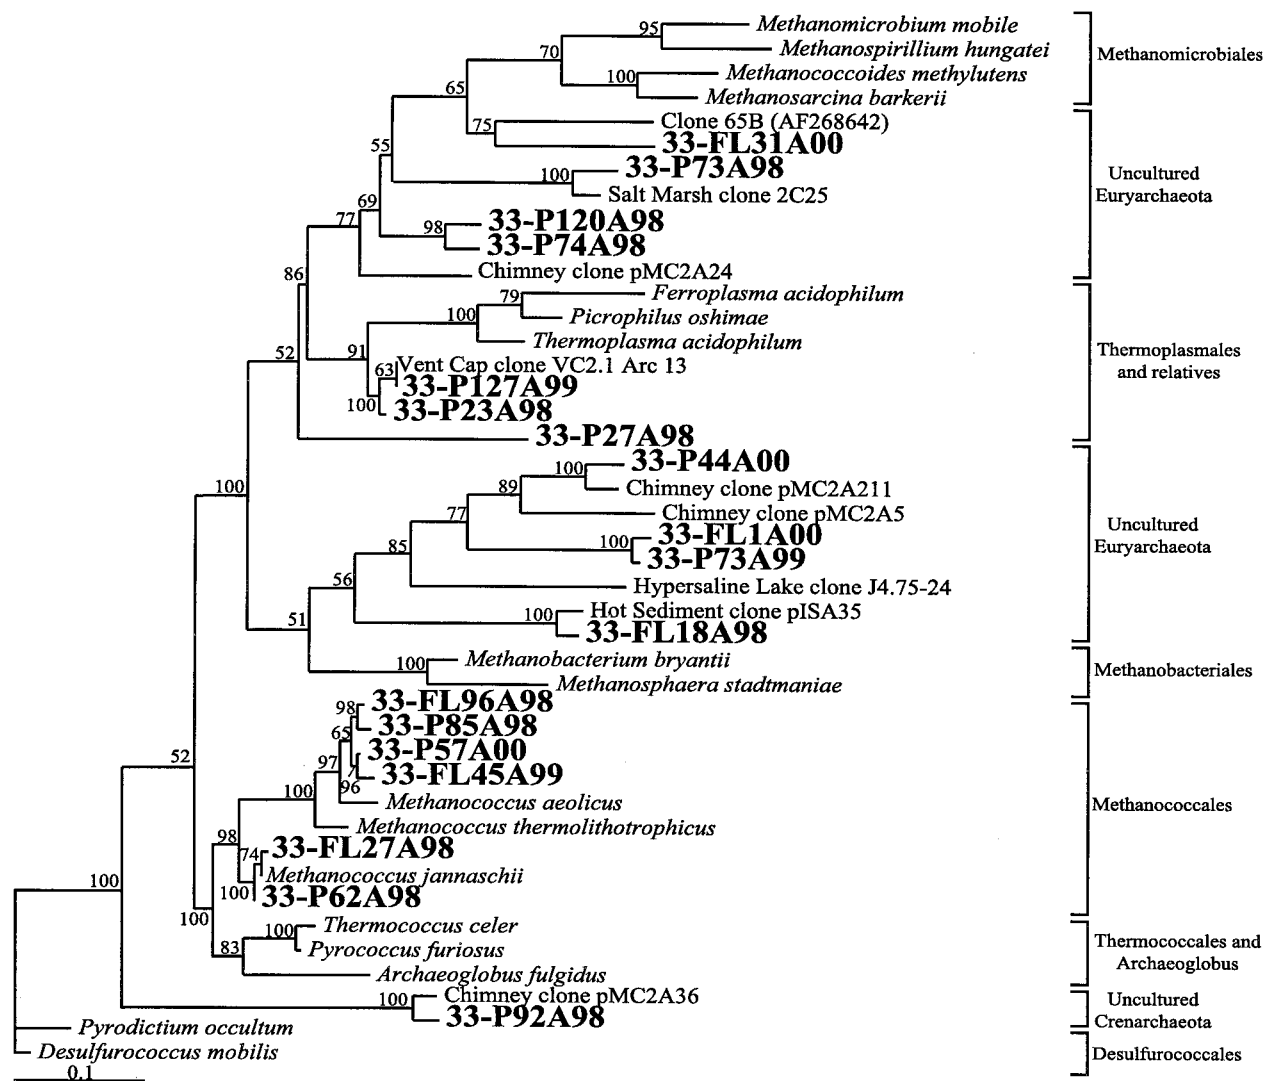 95
Methanomicrobium mobile
Methanospirillium hungatei
70
Methanomicrobiales
100
Methanococcoides methylutens
65
Methanosarcina barkerii
Clone 65B (AF268642)
75
33-FL31A00
55
33-P73A98
100
Uncultured
Euryarchaeota
Salt Marsh clone 2C25
69
77
33-P120A98
98
33-P74A98
Chimney clone pMC2A24
86
79
Ferroplasma acidophilum
100
Picrophilus oshimae
Thermoplasma acidophilum
52
91
Thermoplasmales
and relatives
63
Vent Cap clone VC2.1 Arc 13
33-P127A99
100
33-P23A98
33-P27A98
33-P44A00
100
89
Chimney clone pMC2A211
100
77
Chimney clone pMC2A5
Uncultured
Euryarchaeota
33-FL1A00
100
85
33-P73A99
56
Hypersaline Lake clone J4.75-24
Hot Sediment clone pISA35
100
51
33-FL18A98
100
Methanobacterium bryantii
Methanobacteriales
Methanosphaera stadtmaniae
33-FL96A98
98
33-P85A98
65
33-P57A00
52
97
7
33-FL45A99
96
100
Methanococcus aeolicus
Methanococcales
Methanococcus thermolithotrophicus
98
33-FL27A98
74
Methanococcus jannaschii
100
100
33-P62A98
100
Thermococcus celer
100
Pyrococcus furiosus
83
Thermococcales and
Archaeoglobus
Archaeoglobus fulgidus
100
Chimney clone pMC2A36
33-P92A98
Uncultured
Crenarchaeota
Pyrodictium occultum
Desulfurococcus mobilis
Desulfurococcales
0.1